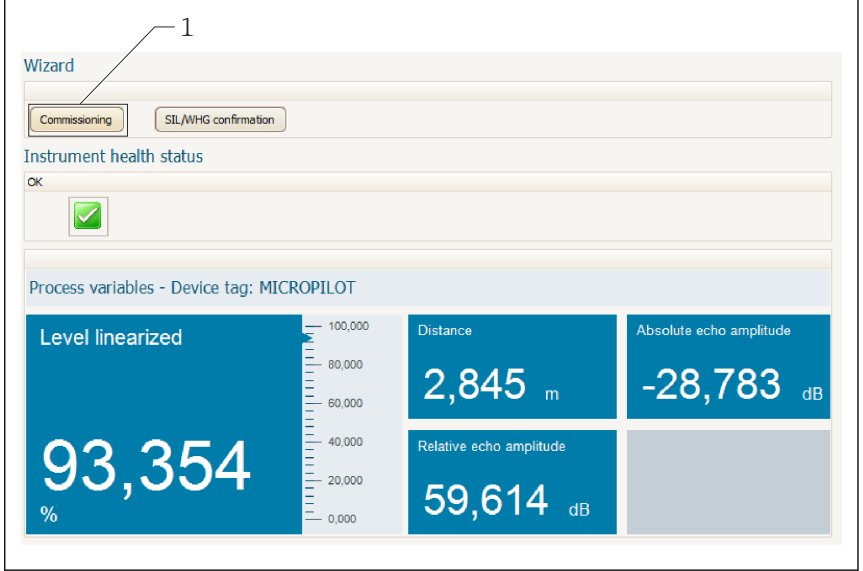 1
Wizard
Commissioning SIL/WHG confirmation
Instrument health status
OK
Process variables - Device tag: MICROPILOT
Level linearized
93,354
%
100,000
80,000
60,000
40,000
20,000
0,000
Distance
2,845 m
Absolute echo amplitude
-28,783 dB
Relative echo amplitude
59,614 dB